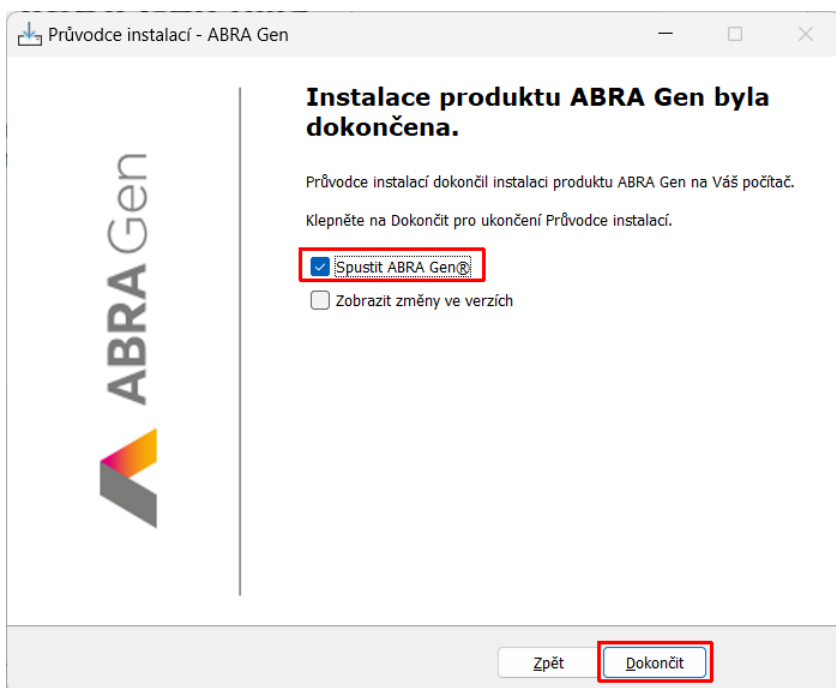 Průvodce instalací - ABRA Gen
Instalace produktu ABRA Gen byla
dokončena.
Průvodce instalací dokončil instalaci produktu ABRA Gen na Váš počítač.
Klepněte na Dokončit pro ukončení Průvodce instalací.
Spustit ABRA Gen®
Zobrazit změny ve verzích
ABRA Gen
Zpět
Dokončit